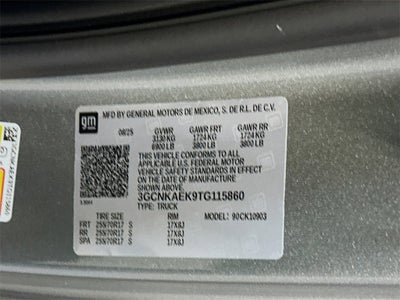 gm
MFD BY GENERAL MOTORS DE MEXICO, S. DE R.L. DE C.V.
08/25 GVWR GAWR FRT GAWR RR
3130 KG 1724 KG 1724 KG
6900 LB 3800 LB 3800 LB
THIS VEHICLE CONFORMS TO ALL
APPLICABLE U.S. FEDERAL MOTOR
VEHICLE SAFETY STANDARDS IN EFFECT ON
THE DATE OF MANUFACTURE SHOWN ABOVE.
3GCNKAEK9TG115860
TYPE: TRUCK MODEL: 90CK10903
TIRE SIZE RIM
FRT 255/70R17 S 17X8J
RR 255/70R17 S 17X8J
SPA 255/70R17 S 17X8J